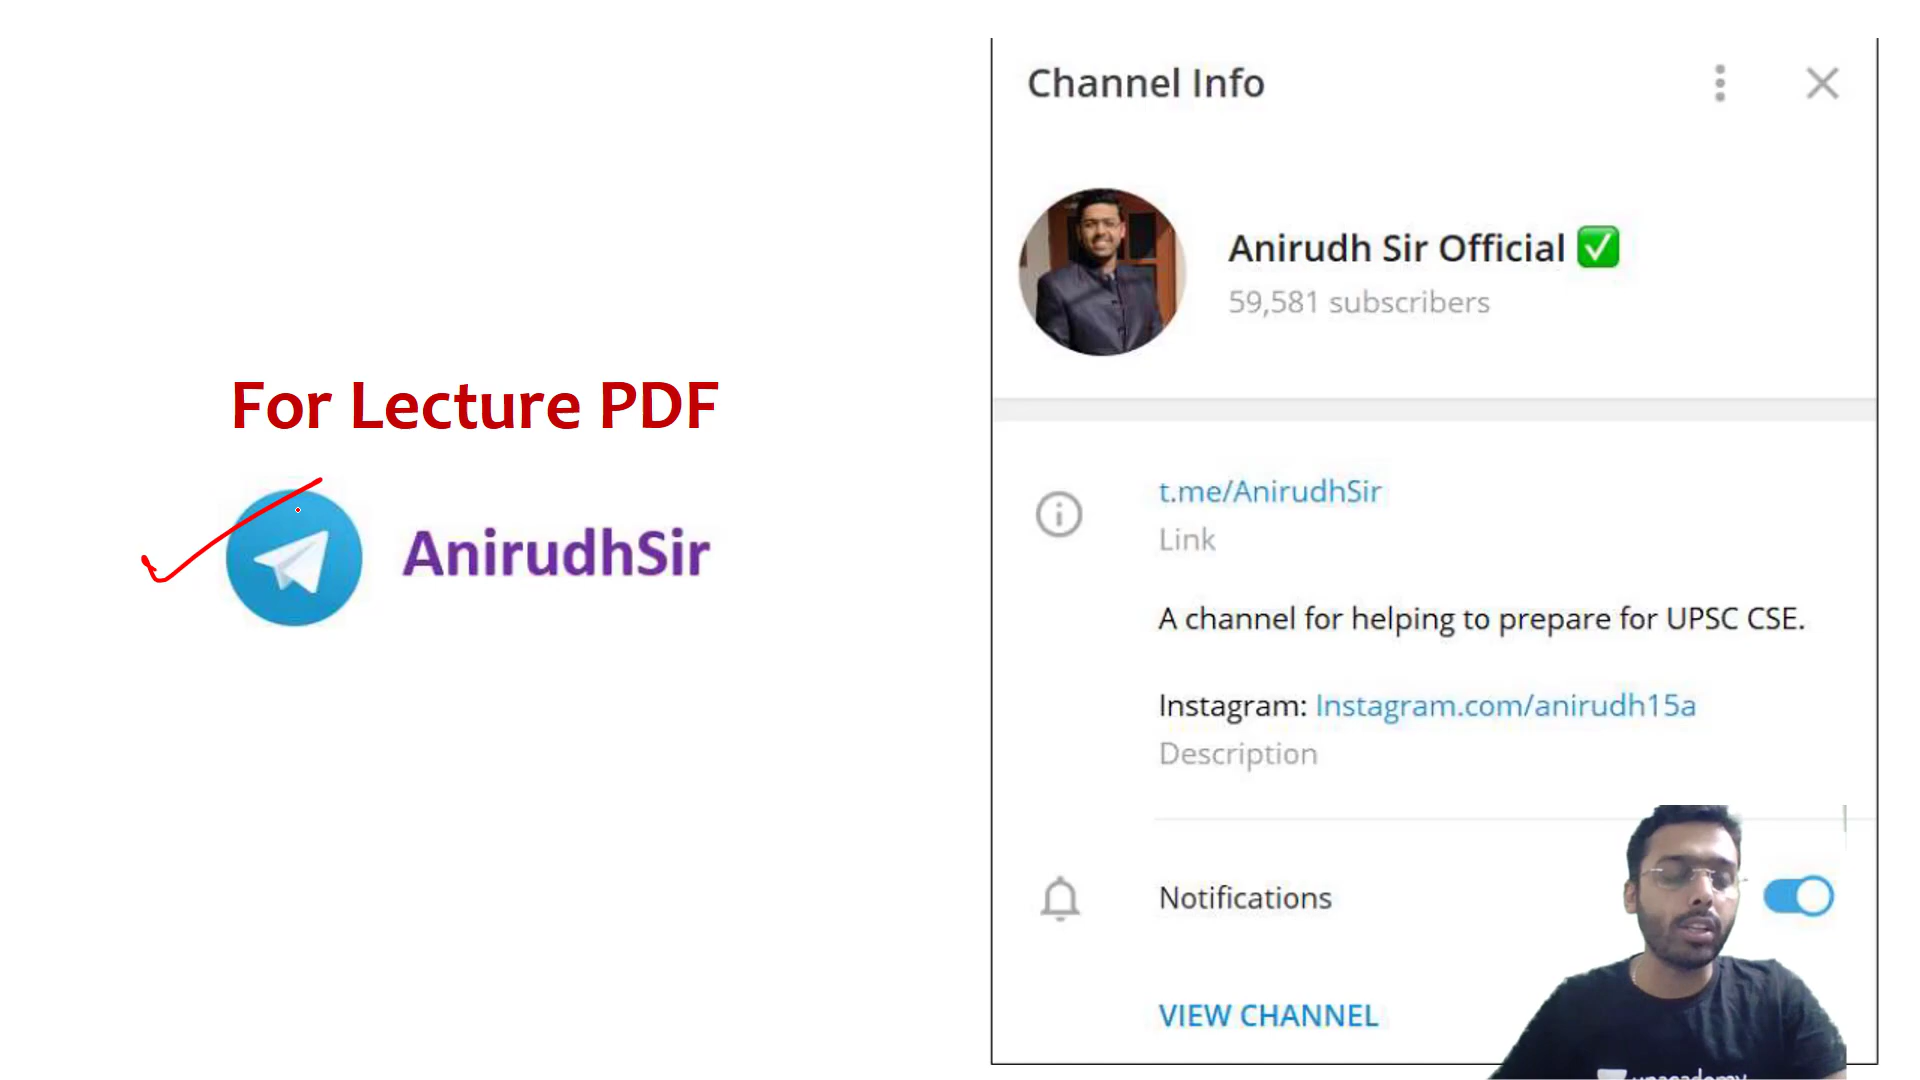 For Lecture PDF
AnirudhSir
Channel Info
Anirudh Sir Official
59,581 subscribers
t.me/AnirudhSir
Link
A channel for helping to prepare for UPSC CSE.
Instagram: Instagram.com/anirudh15a
Description
Notifications
VIEW CHANNEL